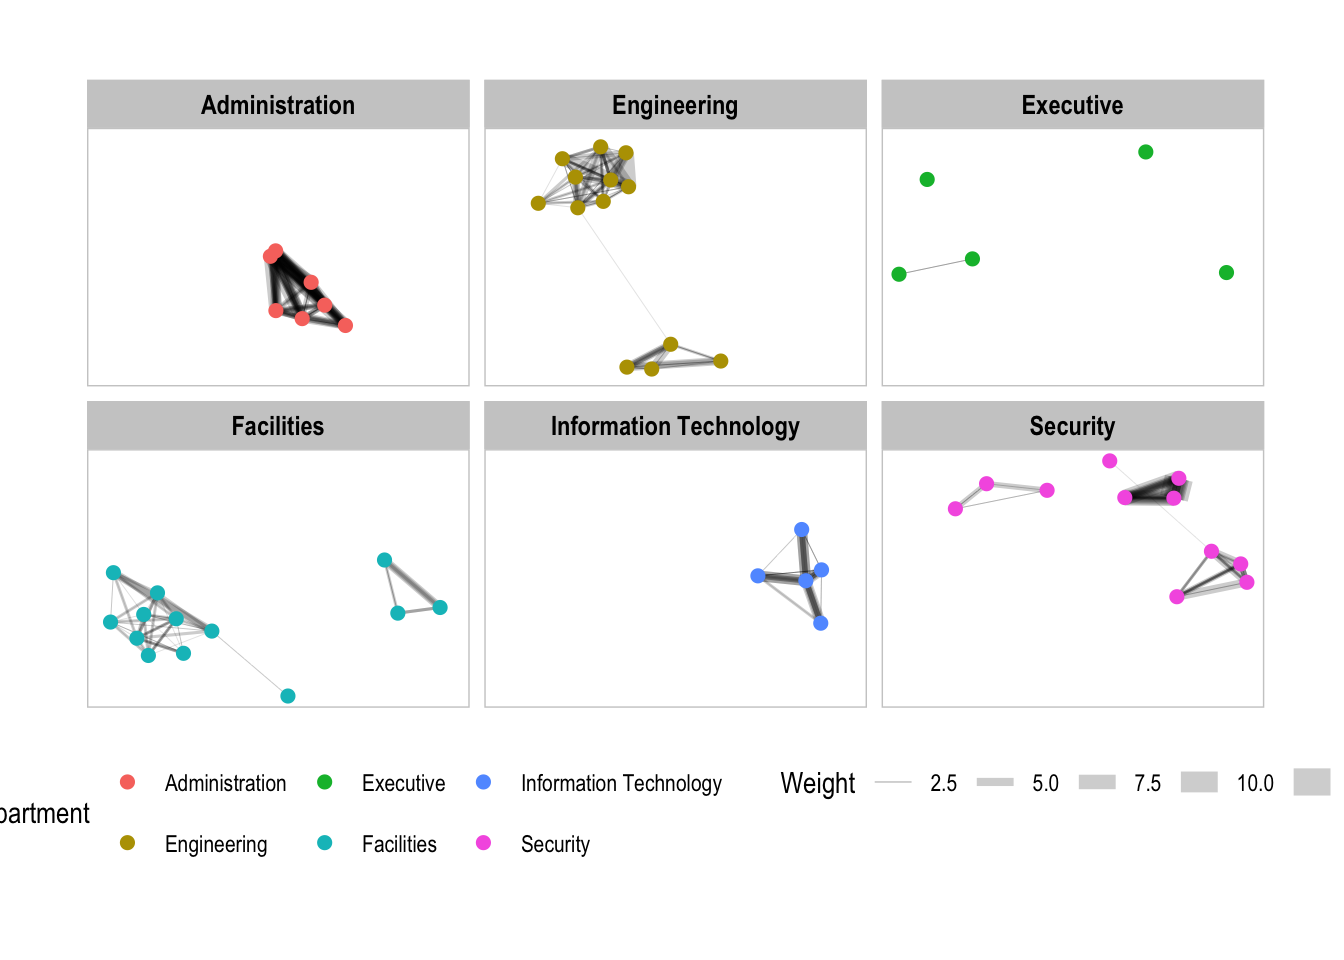 Administration
Engineering
Executive
Facilities
Information Technology
Security
partment
Administration
Executive
Information Technology
Engineering
Facilities
Security
Weight
2.5
5.0
7.5
10.0